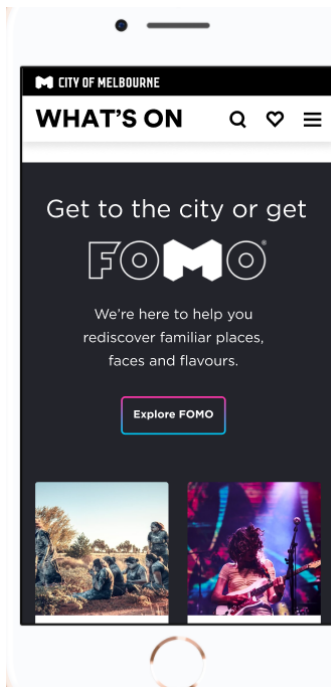 CITY OF MELBOURNE
WHAT'S ON
Get to the city or get
FOMO
We're here to help you
rediscover familiar places,
faces and flavours.
Explore FOMO